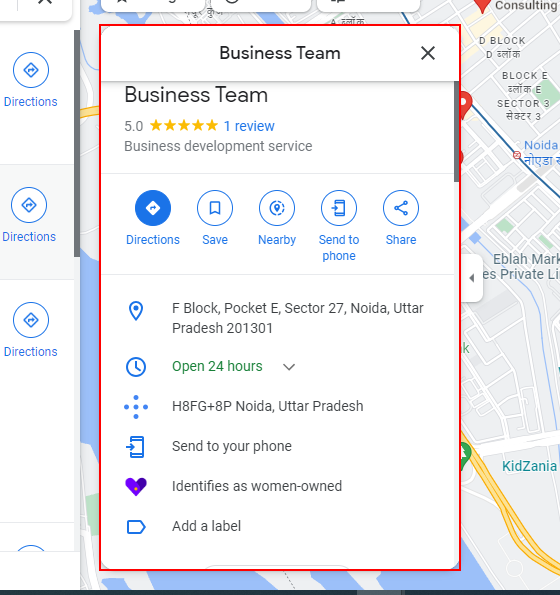 Directions
Directions
Directions
Business Team
Business Team
5.0
1 review
Business development service
Directions
Save
Nearby
Send to
phone
Share
F Block, Pocket E, Sector 27, Noida, Uttar
Pradesh 201301
Open 24 hours
H8FG+8P Noida, Uttar Pradesh
Send to your phone
Identifies as women-owned
Add a label
Consulting
D BLOCK
D ब्लॉक
BLOCK E
ब्लॉक E
SECTOR 3
सेक्टर 3
A ब्लॉक
Noida
नोएडा
Eblah Mark
es Private Li
KidZania